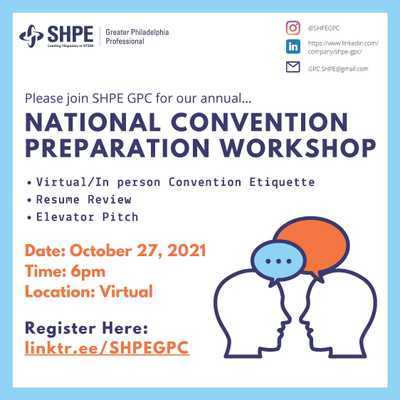 SHPE
Leading Hispanics in STEM
Greater Philadelphia
Professional
@SHPEGPC
https://www.linkedin.com/
company/shpe-gpc/
GPC.SHPE@gmail.com
Please join SHPE GPC for our annual...
NATIONAL CONVENTION
PREPARATION WORKSHOP
• Virtual/In person Convention Etiquette
• Resume Review
• Elevator Pitch
Date: October 27, 2021
Time: 6pm
Location: Virtual
Register Here:
linktr.ee/SHPEGPC